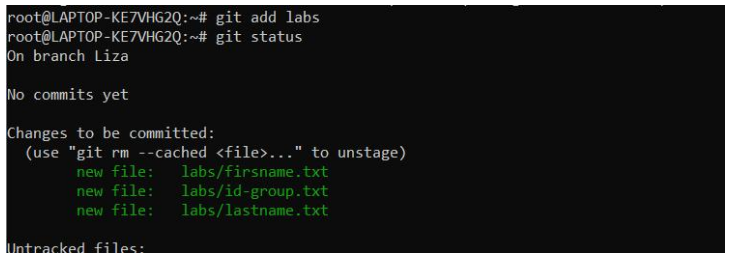 root@LAPTOP-KE7VHG2Q:~# git add labs
root@LAPTOP-KE7VHG2Q:~# git status
On branch Liza
No commits yet
Changes to be committed:
(use "git rm --cached <file>..." to unstage)
new file: labs/firsname.txt
new file: labs/id-group.txt
new file: labs/lastname.txt
Untracked files: